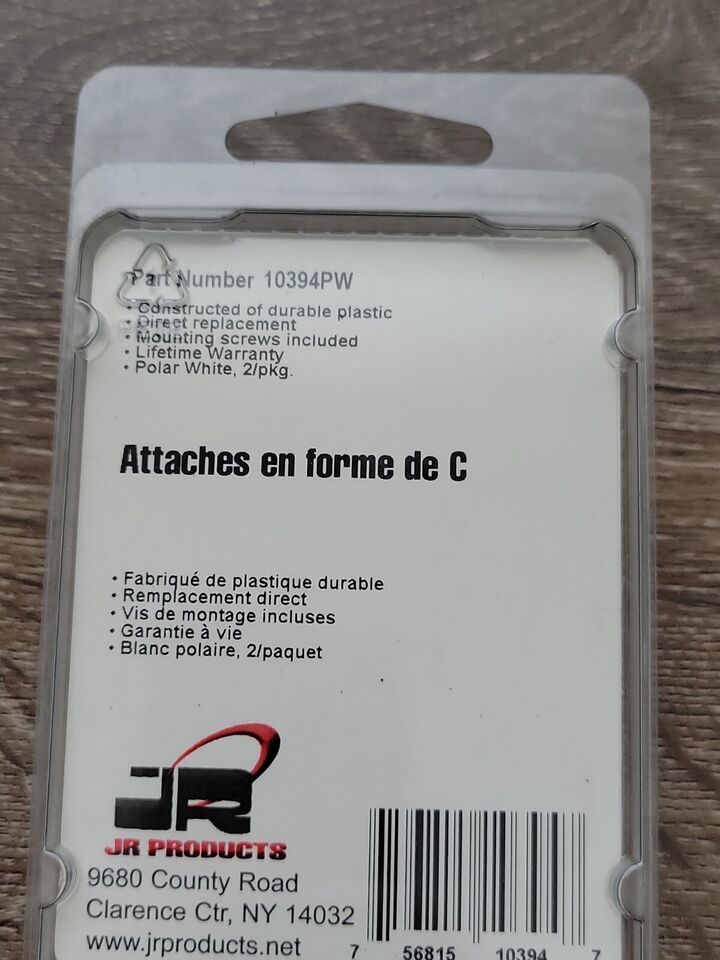 Part Number 10394PW
• Constructed of durable plastic
• Direct replacement
• Mounting screws included
• Lifetime Warranty
• Polar White, 2/pkg.
Attaches en forme de C
• Fabriqué de plastique durable
• Remplacement direct
• Vis de montage incluses
• Garantie à vie
• Blanc polaire, 2/paquet
JR
JR PRODUCTS
9680 County Road
Clarence Ctr, NY 14032
www.jrproducts.net
7 56815 10394 7